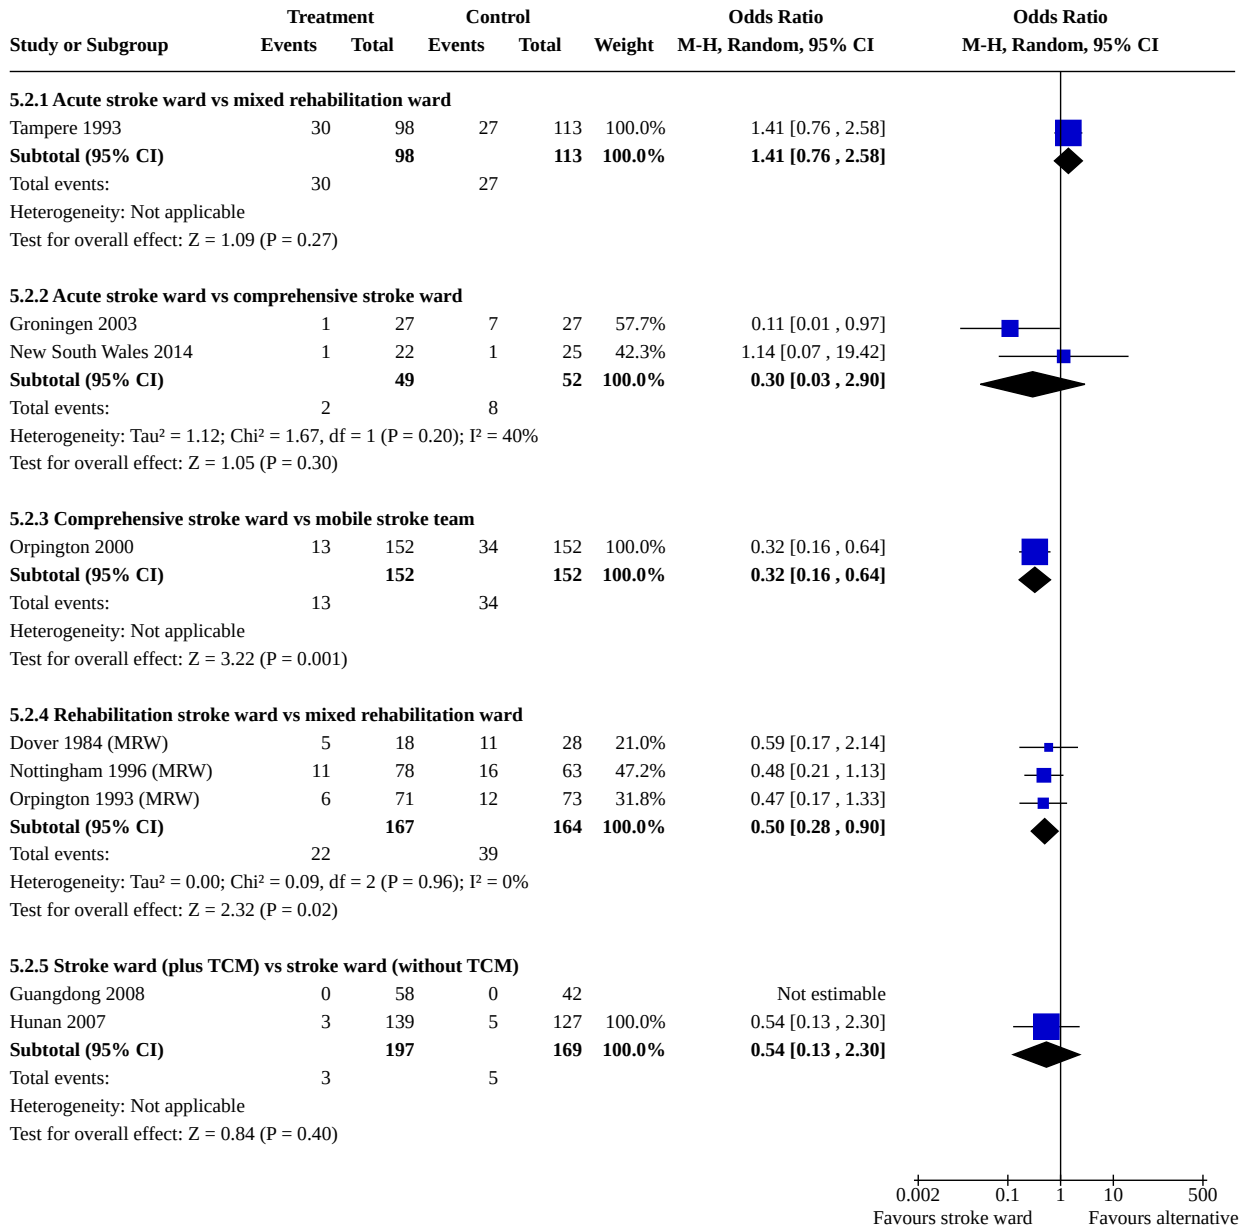 Treatment Control Odds Ratio Odds Ratio
Study or Subgroup Events Total Events Total Weight M-H, Random, 95% CI M-H, Random, 95% CI
5.2.1 Acute stroke ward vs mixed rehabilitation ward
Tampere 1993 30 98 27 113 100.0% 1.41 [0.76 , 2.58]
Subtotal (95% CI) 98 113 100.0% 1.41 [0.76 , 2.58]
Total events: 30 27
Heterogeneity: Not applicable
Test for overall effect: Z = 1.09 (P = 0.27)
5.2.2 Acute stroke ward vs comprehensive stroke ward
Groningen 2003 1 27 7 27 57.7% 0.11 [0.01 , 0.97]
New South Wales 2014 1 22 1 25 42.3% 1.14 [0.07 , 19.42]
Subtotal (95% CI) 49 52 100.0% 0.30 [0.03 , 2.90]
Total events: 2 8
Heterogeneity: Tau² = 1.12; Chi² = 1.67, df = 1 (P = 0.20); I² = 40%
Test for overall effect: Z = 1.05 (P = 0.30)
5.2.3 Comprehensive stroke ward vs mobile stroke team
Orpington 2000 13 152 34 152 100.0% 0.32 [0.16 , 0.64]
Subtotal (95% CI) 152 152 100.0% 0.32 [0.16 , 0.64]
Total events: 13 34
Heterogeneity: Not applicable
Test for overall effect: Z = 3.22 (P = 0.001)
5.2.4 Rehabilitation stroke ward vs mixed rehabilitation ward
Dover 1984 (MRW) 5 18 11 28 21.0% 0.59 [0.17 , 2.14]
Nottingham 1996 (MRW) 11 78 16 63 47.2% 0.48 [0.21 , 1.13]
Orpington 1993 (MRW) 6 71 12 73 31.8% 0.47 [0.17 , 1.33]
Subtotal (95% CI) 167 164 100.0% 0.50 [0.28 , 0.90]
Total events: 22 39
Heterogeneity: Tau² = 0.00; Chi² = 0.09, df = 2 (P = 0.96); I² = 0%
Test for overall effect: Z = 2.32 (P = 0.02)
5.2.5 Stroke ward (plus TCM) vs stroke ward (without TCM)
Guangdong 2008 0 58 0 42 Not estimable
Hunan 2007 3 139 5 127 100.0% 0.54 [0.13 , 2.30]
Subtotal (95% CI) 197 169 100.0% 0.54 [0.13 , 2.30]
Total events: 3 5
Heterogeneity: Not applicable
Test for overall effect: Z = 0.84 (P = 0.40)
0.002 0.1 1 10 500
Favours stroke ward Favours alternative